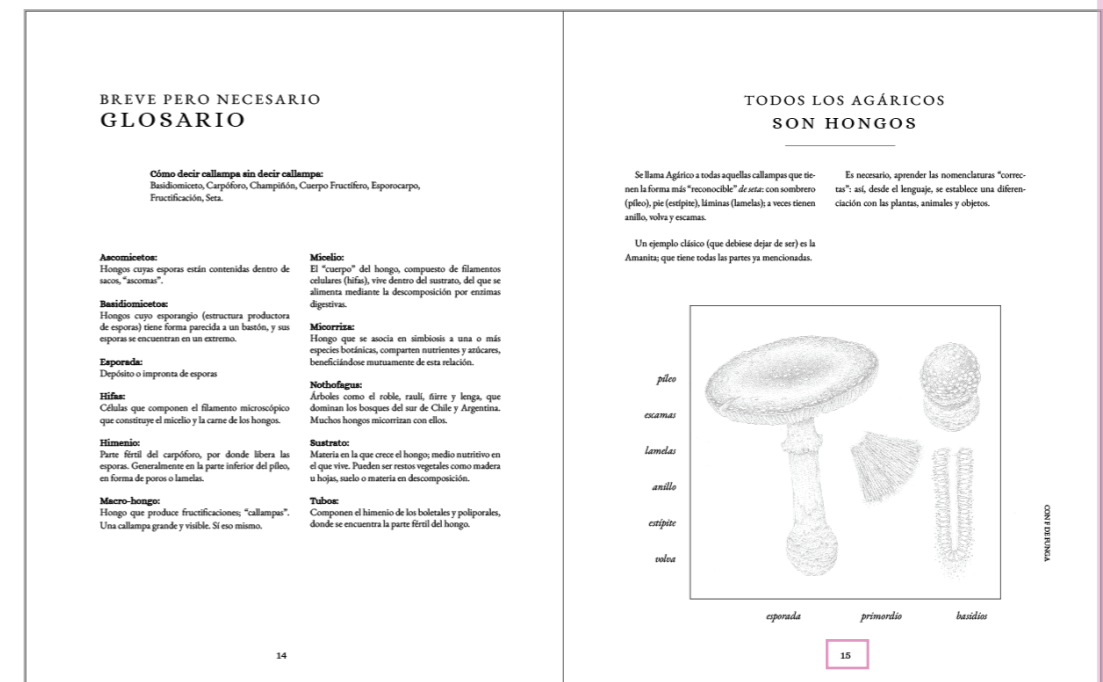 BREVE PERO NECESARIO
GLOSARIO
Cómo decir callampa sin decir callampa:
Basidiomiceto, Carpóforo, Champiñón, Cuerpo Fructífero, Esporocarpo,
Fructificación, Seta.
Ascomicetos:
Hongos cuyas esporas están contenidas dentro de
sacos, “ascomas”.
Basidiomicetos:
Hongos cuyo esporangio (estructura productora
de esporas) tiene forma parecida a un bastón, y sus
esporas se encuentran en un extremo.
Esporada:
Depósito o impronta de esporas
Hifas:
Células que componen el filamento microscópico
que constituye el micelio y la carne de los hongos.
Himenio:
Parte fértil del carpóforo, por donde libera las
esporas. Generalmente en la parte inferior del píleo,
en forma de poros o lamelas.
Macro-hongo:
Hongo que produce fructificaciones; “callampas”.
Una callampa grande y visible. Sí eso mismo.
Micelio:
El “cuerpo” del hongo, compuesto de filamentos
celulares (hifas), vive dentro del sustrato, del que se
alimenta mediante la descomposición por enzimas
digestivas.
Micorriza:
Hongo que se asocia en simbiosis a una o más
especies botánicas, comparten nutrientes y azúcares,
beneficiándose mutuamente de esta relación.
Nothofagus:
Árboles como el roble, raulí, ñirre y lenga, que
dominan los bosques del sur de Chile y Argentina.
Muchos hongos micorrizan con ellos.
Sustrato:
Materia en la que crece el hongo; medio nutritivo en
el que vive. Pueden ser restos vegetales como madera
u hojas, suelo o materia en descomposición.
Tubos:
Componen el himenio de los boletales y poliporales,
donde se encuentra la parte fértil del hongo.
14
TODOS LOS AGÁRICOS
SON HONGOS
Se llama Agárico a todas aquellas callampas que tie-
nen la forma más “reconocible” de seta: con sombrero
(píleo), pie (estípite), láminas (lamelas); a veces tienen
anillo, volva y escamas.
Un ejemplo clásico (que debiese dejar de ser) es la
Amanita; que tiene todas las partes ya mencionadas.
Es necesario, aprender las nomenclaturas “correc-
tas”: así, desde el lenguaje, se establece una diferen-
ciación con las plantas, animales y objetos.
píleo
escamas
lamelas
anillo
estípite
volva
esporada
primordio
basidios
CON F DE FUNGA
15